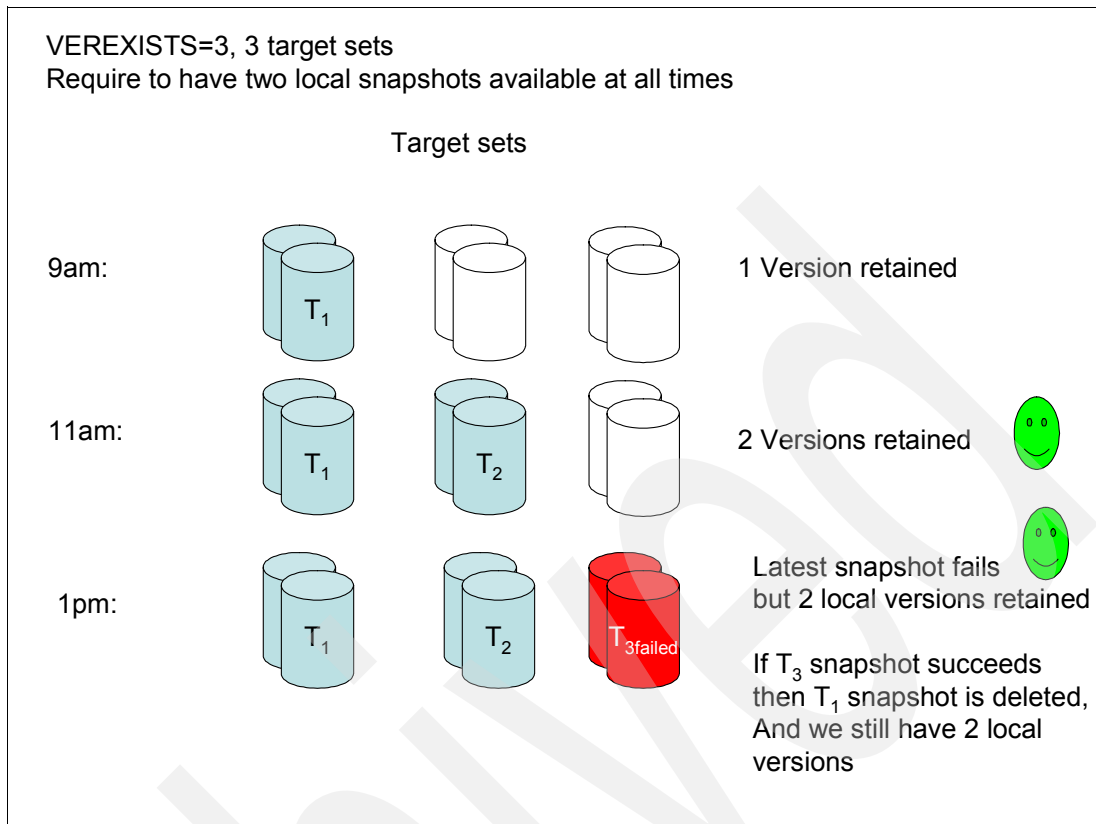 VEREXISTS=3, 3 target sets
Require to have two local snapshots available at all times
Target sets
9am:
T1
1 Version retained
11am:
T1
T2
2 Versions retained
1pm:
T1
T2
T3failed
Latest snapshot fails
but 2 local versions retained
If T3 snapshot succeeds
then T1 snapshot is deleted,
And we still have 2 local
versions